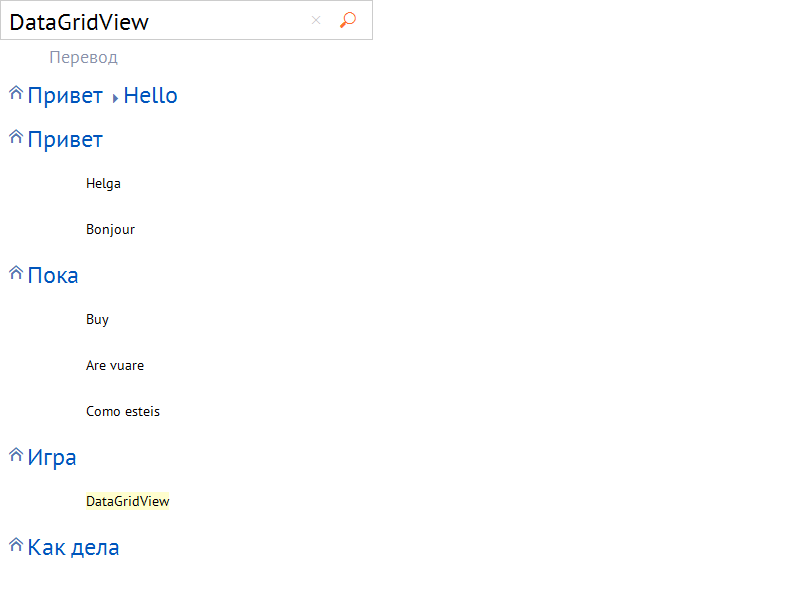 DataGridView
Перевод
Привет Hello
Привет
Helga
Bonjour
Пока
Buy
Are vuare
Como esteis
Игра
DataGridView
Как дела